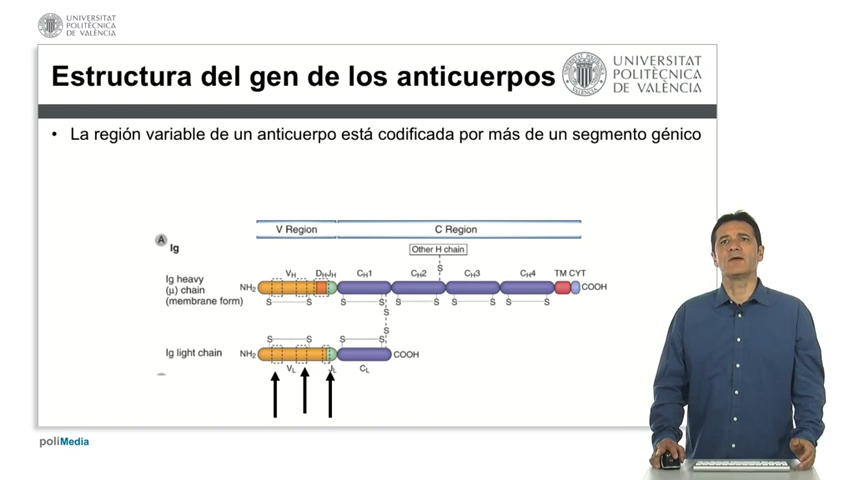 UNIVERSITAT
POLITÈCNICA
DE VALÈNCIA
Estructura del gen de los anticuerpos
UNIVERSITAT
POLITÈCNICA
DE VALÈNCIA
• La región variable de un anticuerpo está codificada por más de un segmento génico
V Region
C Region
A
Ig
Other H chain
S
Ig heavy
(μ) chain
(membrane form)
NH2
VH
DH JH
CH1
CH2
CH3
CH4
TM CYT
COOH
S S S S S S S S S S
S
S
S S S S
Ig light chain
NH2
COOH
VL
JL
CL
poliMedia